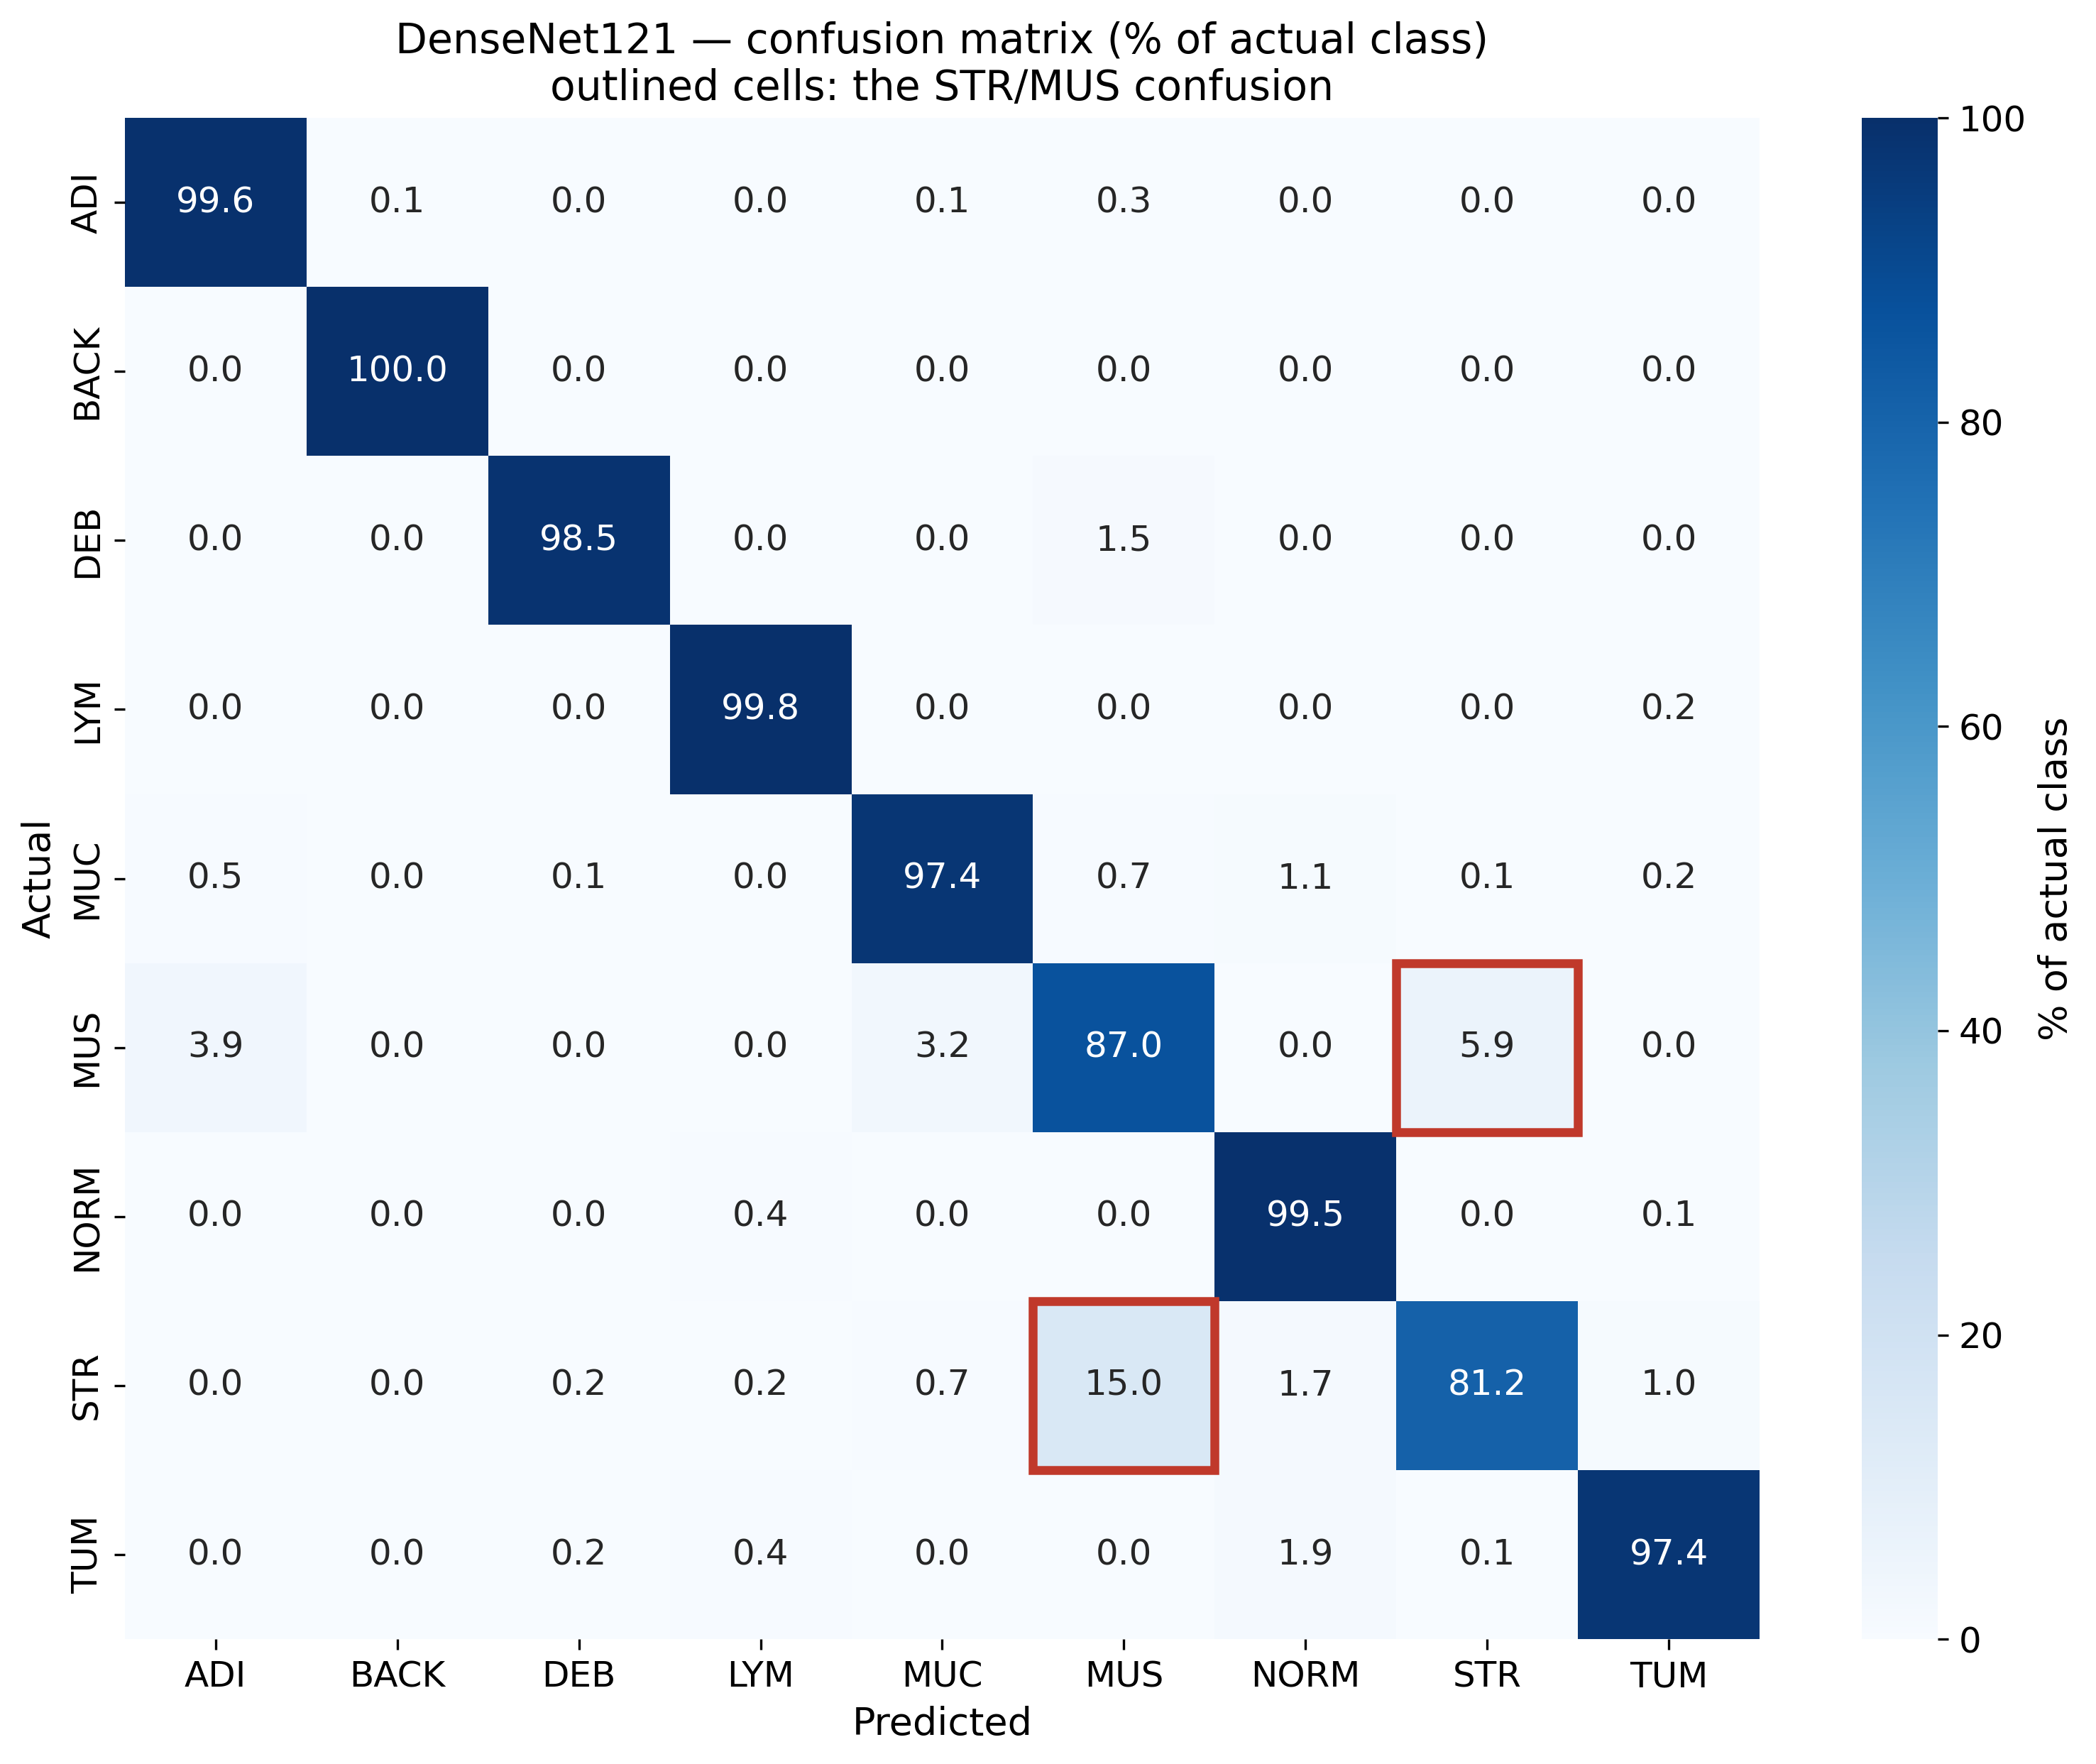 DenseNet121 — confusion matrix (% of actual class)
outlined cells: the STR/MUS confusion
Actual
ADI 99.6 0.1 0.0 0.0 0.1 0.3 0.0 0.0 0.0
BACK 0.0 100.0 0.0 0.0 0.0 0.0 0.0 0.0 0.0
DEB 0.0 0.0 98.5 0.0 0.0 1.5 0.0 0.0 0.0
LYM 0.0 0.0 0.0 99.8 0.0 0.0 0.0 0.0 0.2
MUC 0.5 0.0 0.1 0.0 97.4 0.7 1.1 0.1 0.2
MUS 3.9 0.0 0.0 0.0 3.2 87.0 0.0 5.9 0.0
NORM 0.0 0.0 0.0 0.4 0.0 0.0 99.5 0.0 0.1
STR 0.0 0.0 0.2 0.2 0.7 15.0 1.7 81.2 1.0
TUM 0.0 0.0 0.2 0.4 0.0 0.0 1.9 0.1 97.4
ADI BACK DEB LYM MUC MUS NORM STR TUM
Predicted
100
80
60
40
20
0
% of actual class